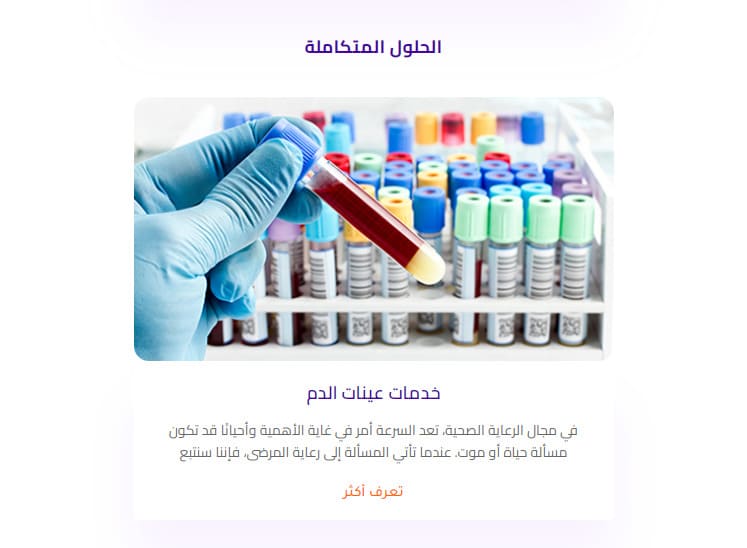 الحلول المتكاملة
خدمات عينات الدم
في مجال الرعاية الصحية، تعد السرعة أمر في غاية الأهمية وأحيانًا قد تكون
مسألة حياة أو موت. عندما تأتي المسألة إلى رعاية المرضى، فإننا سنتبع
تعرف أكثر